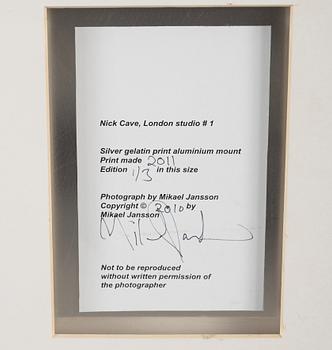 Nick Cave, London studio # 1
Silver gelatin print aluminium mount
Print made 2011
Edition 1/3 in this size
Photograph by Mikael Jansson
Copyright © 2010 by
Mikael Jansson
Not to be reproduced
without written permission of
the photographer